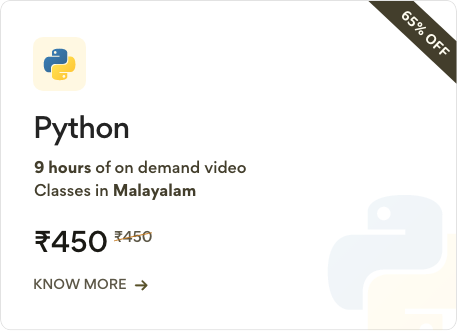 65% OFF
Python
9 hours of on demand video
Classes in Malayalam
₹450 ₹450
KNOW MORE →